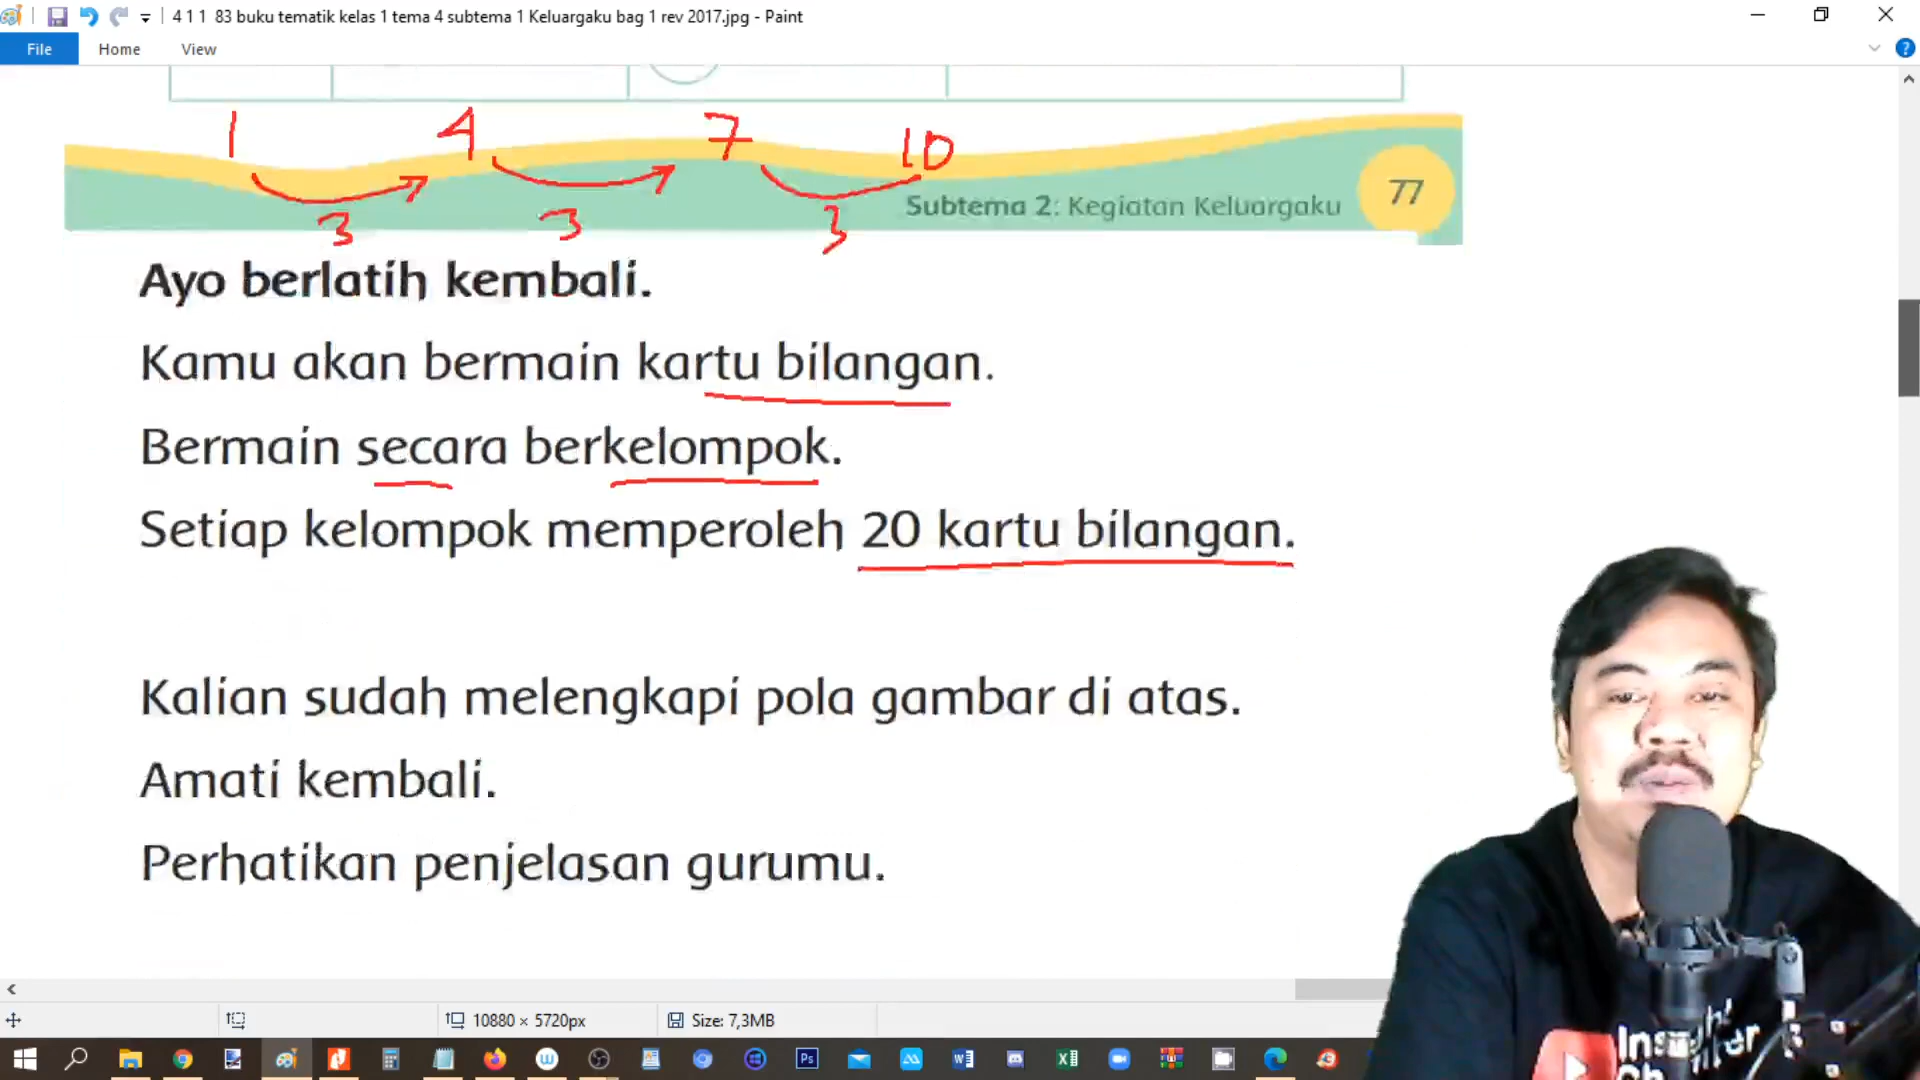 4 1 1  83 buku tematik kelas 1 tema 4 subtema 1 Keluargaku bag 1 rev 2017.jpg - Paint
File Home View
1 4 7 10
3 3 3
Subtema 2: Kegiatan Keluargaku 77
Ayo berlatih kembali.
Kamu akan bermain kartu bilangan.
Bermain secara berkelompok.
Setiap kelompok memperoleh 20 kartu bilangan.
Kalian sudah melengkapi pola gambar di atas.
Amati kembali.
Perhatikan penjelasan gurumu.
10880 × 5720px Size: 7,3MB
Ps